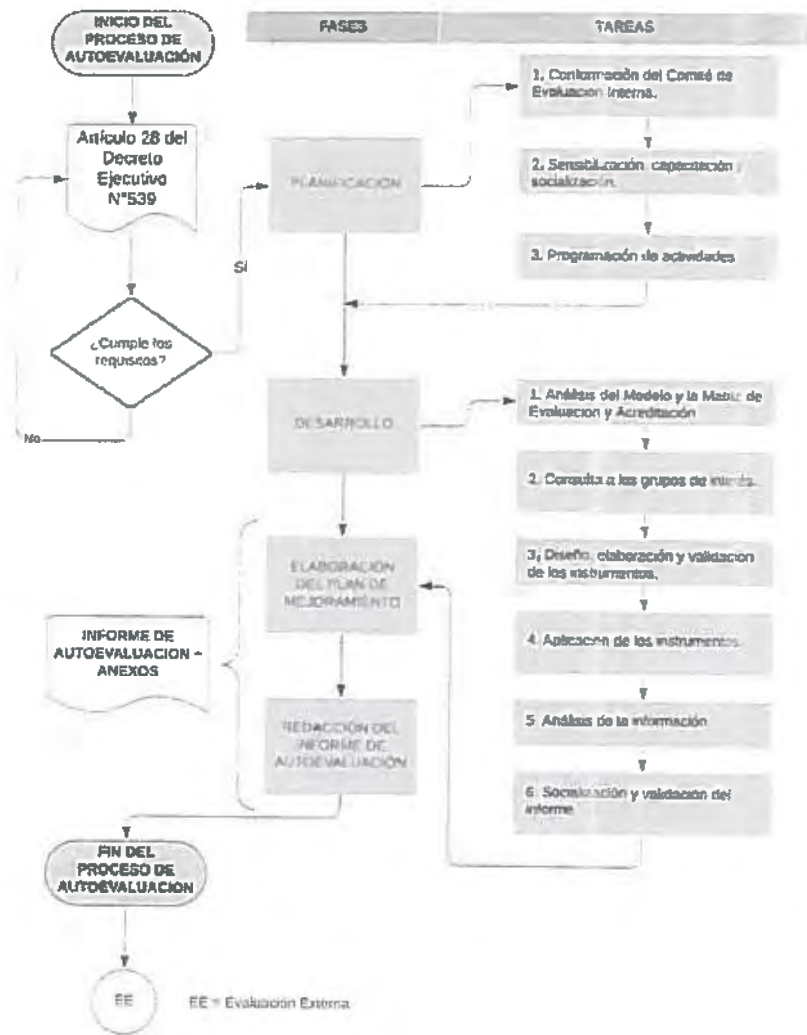 INICIO DEL
PROCESO DE
AUTOEVALUACIÓN
FASES
TAREAS
Artículo 28 del
Decreto
Ejecutivo
N°539
¿Cumple los
requisitos?
Sí
No
PLANIFICACIÓN
1. Conformación del Comité de
Evaluación Interna.
2. Sensibilización, capacitación y
socialización.
3. Programación de actividades
DESARROLLO
1. Análisis del Modelo y la Matriz de
Evaluación y Acreditación
2. Consulta a los grupos de interés.
3. Diseño, elaboración y validación
de los instrumentos.
4. Aplicación de los instrumentos.
5. Análisis de la información
6. Socialización y validación del
informe
ELABORACIÓN
DEL PLAN DE
MEJORAMIENTO
INFORME DE
AUTOEVALUACION –
ANEXOS
REDACCIÓN DEL
INFORME DE
AUTOEVALUACIÓN
FIN DEL
PROCESO DE
AUTOEVALUACION
EE
EE = Evaluación Externa